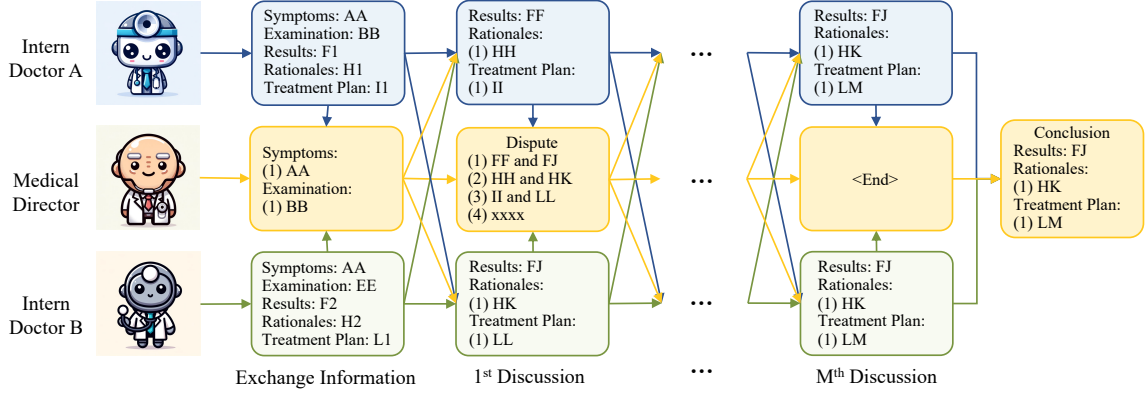 Intern
Doctor A
Symptoms: AA
Examination: BB
Results: F1
Rationales: H1
Treatment Plan: I1
Results: FF
Rationales:
(1) HH
Treatment Plan:
(1) II
...
Results: FJ
Rationales:
(1) HK
Treatment Plan:
(1) LM
Medical
Director
Symptoms:
(1) AA
Examination:
(1) BB
Dispute
(1) FF and FJ
(2) HH and HK
(3) II and LL
(4) xxxx
...
<End>
Conclusion
Results: FJ
Rationales:
(1) HK
Treatment Plan:
(1) LM
Intern
Doctor B
Symptoms: AA
Examination: EE
Results: F2
Rationales: H2
Treatment Plan: L1
Results: FJ
Rationales:
(1) HK
Treatment Plan:
(1) LL
...
Results: FJ
Rationales:
(1) HK
Treatment Plan:
(1) LM
Exchange Information
1st Discussion
...
Mth Discussion